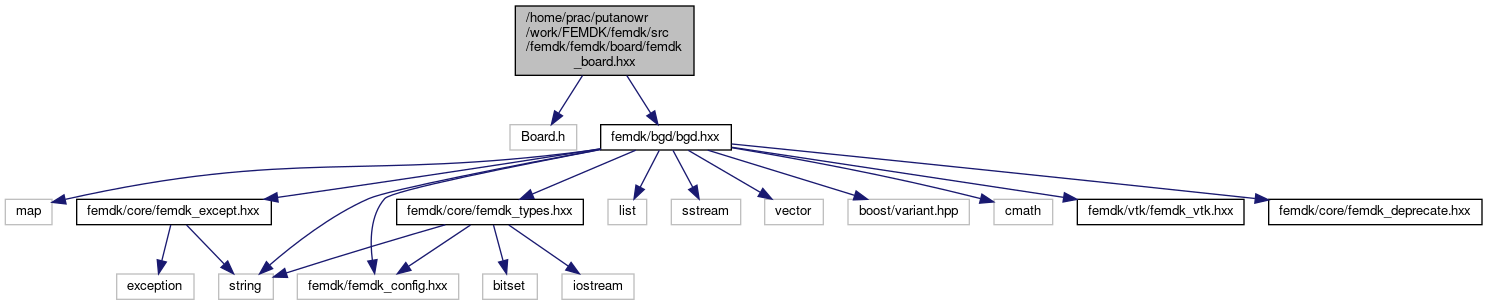 /home/prac/putanowr
/work/FEMDK/femdk/src
/femdk/femdk/board/femdk
_board.hxx
Board.h
femdk/bgd/bgd.hxx
map
femdk/core/femdk_except.hxx
femdk/core/femdk_types.hxx
list
sstream
vector
boost/variant.hpp
cmath
femdk/vtk/femdk_vtk.hxx
femdk/core/femdk_deprecate.hxx
exception
string
femdk/femdk_config.hxx
bitset
iostream